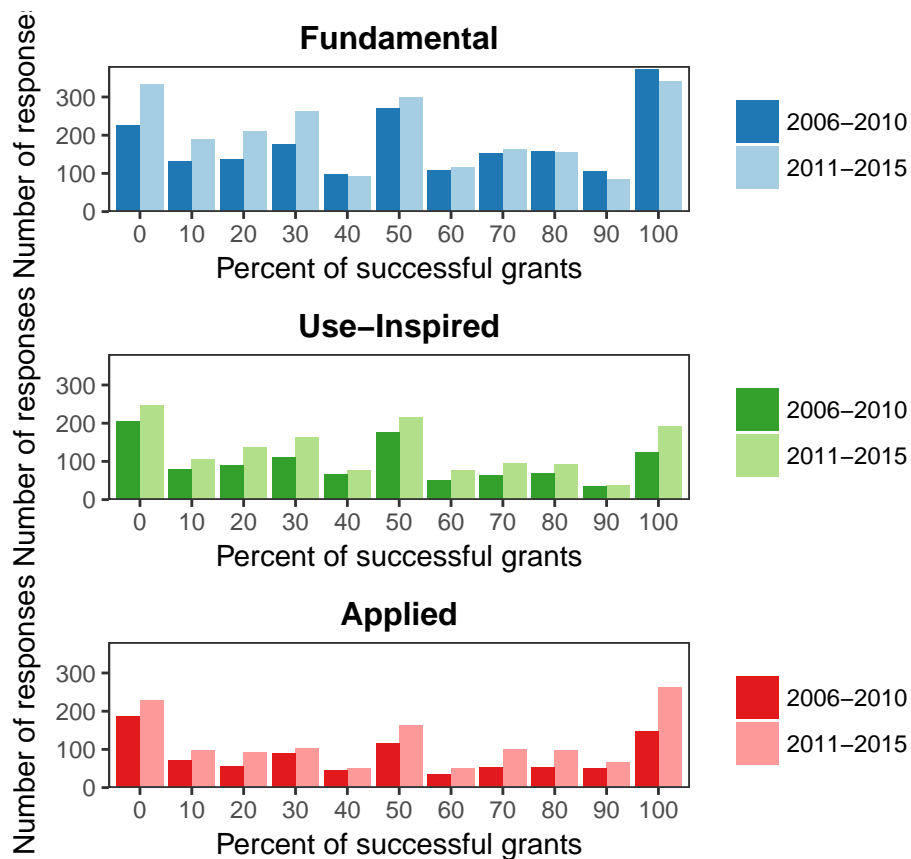 Fundamental
Number of responses
300
200
100
0
0 10 20 30 40 50 60 70 80 90 100
Percent of successful grants
2006–2010
2011–2015
Use–Inspired
Number of responses
300
200
100
0
0 10 20 30 40 50 60 70 80 90 100
Percent of successful grants
2006–2010
2011–2015
Applied
Number of responses
300
200
100
0
0 10 20 30 40 50 60 70 80 90 100
Percent of successful grants
2006–2010
2011–2015